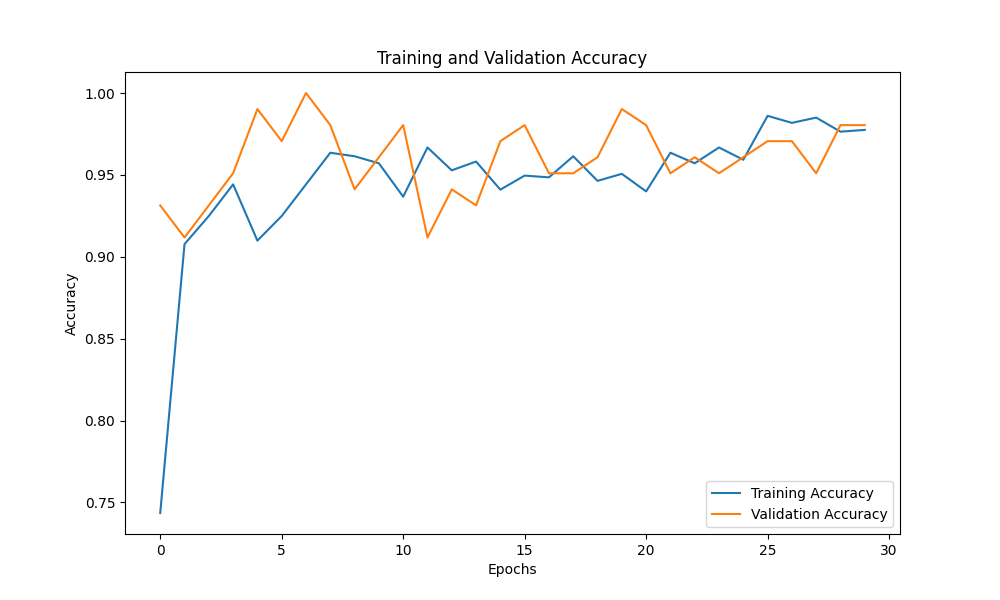 Training and Validation Accuracy
1.00
0.95
0.90
0.85
0.80
0.75
Accuracy
0 5 10 15 20 25 30
Epochs
Training Accuracy
Validation Accuracy